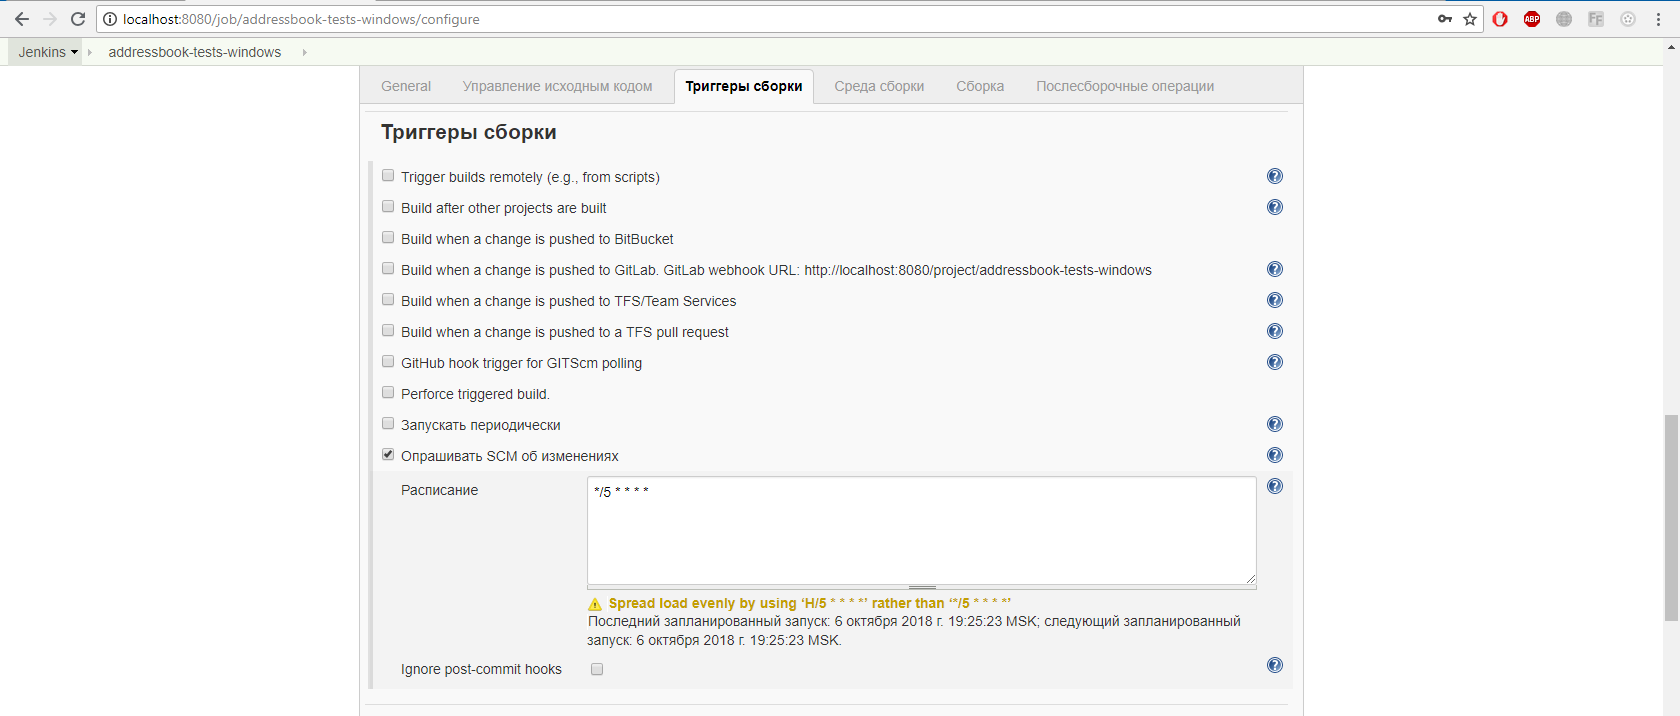 localhost:8080/job/addressbook-tests-windows/configure
ABP
FF
Jenkins addressbook-tests-windows
General Управление исходным кодом Триггеры сборки Среда сборки Сборка Послесборочные операции
Триггеры сборки
Trigger builds remotely (e.g., from scripts)
Build after other projects are built
Build when a change is pushed to BitBucket
Build when a change is pushed to GitLab. GitLab webhook URL: http://localhost:8080/project/addressbook-tests-windows
Build when a change is pushed to TFS/Team Services
Build when a change is pushed to a TFS pull request
GitHub hook trigger for GITScm polling
Perforce triggered build.
Запускать периодически
Опрашивать SCM об изменениях
Расписание
*/5 * * * *
Spread load evenly by using ‘H/5 * * * *’ rather than ‘*/5 * * * *’
Последний запланированный запуск: 6 октября 2018 г. 19:25:23 MSK; следующий запланированный
запуск: 6 октября 2018 г. 19:25:23 MSK.
Ignore post-commit hooks